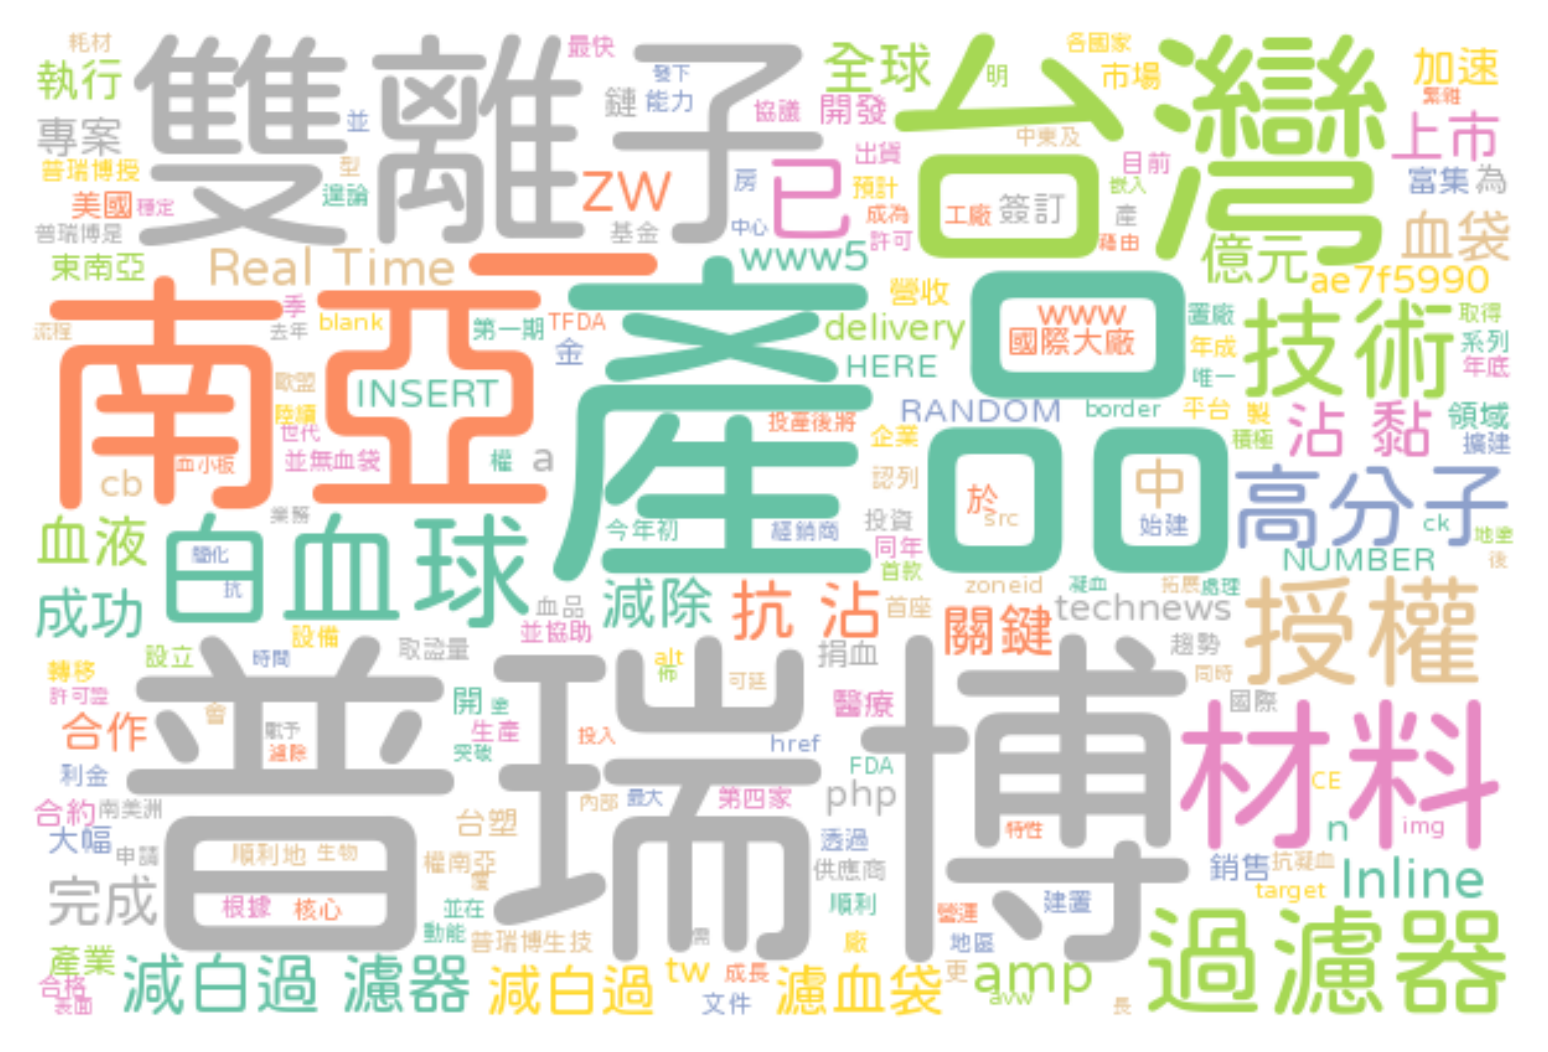 耗材
執行
雙離子
最快
全球
台灣
各國家
加速
發下
能力
鏈
協議
開發
明
市場
繁雜
專案
並
中東及
上市
普瑞博授
型
出貨
目前
美國
穩定
ZW
房
已
預計
嵌入
富集
為
普瑞博是
基金
中心
成為
許可
工廠
簽訂
產
藉由
血袋
東南亞
Real Time
www5
億元
ae7f5990
南亞
季
一
產品
營收
www
國際大廠
置廠
技術
取得
流程
去年
blank
第一期
TFDA
金
delivery
HERE
年成
系列
唯一
年底
歐盟
INSERT
RANDOM
border
平台
製
沾黏
領域
陸續
世代
投產後將
企業
積極
擴建
血小板
並無血袋
權
a
cb
認列
中
高分子
業務
於
src
始建
ck
地塗
血液
白血球
簡化
抗
今年初
經銷商
投資
同年
首款
NUMBER
後
成功
血品
減除
抗沾
首座
zoneid
凝血
拓展
處理
並協助
關鍵
technews
授權
設備
設立
時間
取證量
捐血
趨勢
轉移
許可證
普瑞博
alt
佈
可延
同時
合作
會
賦予
濾除
開
塗
生產
突破
投入
醫療
國際
材料
利金
href
FDA
CE
合約
南美洲
內部
最大
第四家
php
特性
n
img
大幅
申請
順利地
生物
台塑
透過
權南亞
供應商
銷售
抗凝血
Inline
target
完成
根據
核心
並在
順利
營運
建置
動能
普瑞博生技
需
廠
地區
產業
合格
表面
減白過濾器
減白過
tw
成長
文件
濾血袋
更
amp
avw
長
過濾器